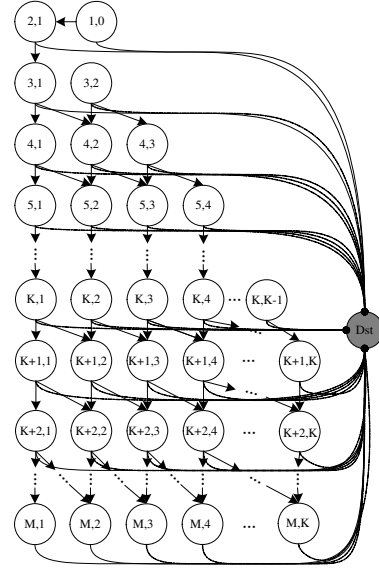 2,1 1,0
3,1 3,2
4,1 4,2 4,3
5,1 5,2 5,3 5,4
K,1 K,2 K,3 K,4 ... K,K-1
... 
Dst
K+1,1 K+1,2 K+1,3 K+1,4 ... K+1,K
...
K+2,1 K+2,2 K+2,3 K+2,4 ... K+2,K
M,1 M,2 M,3 M,4 ... M,K